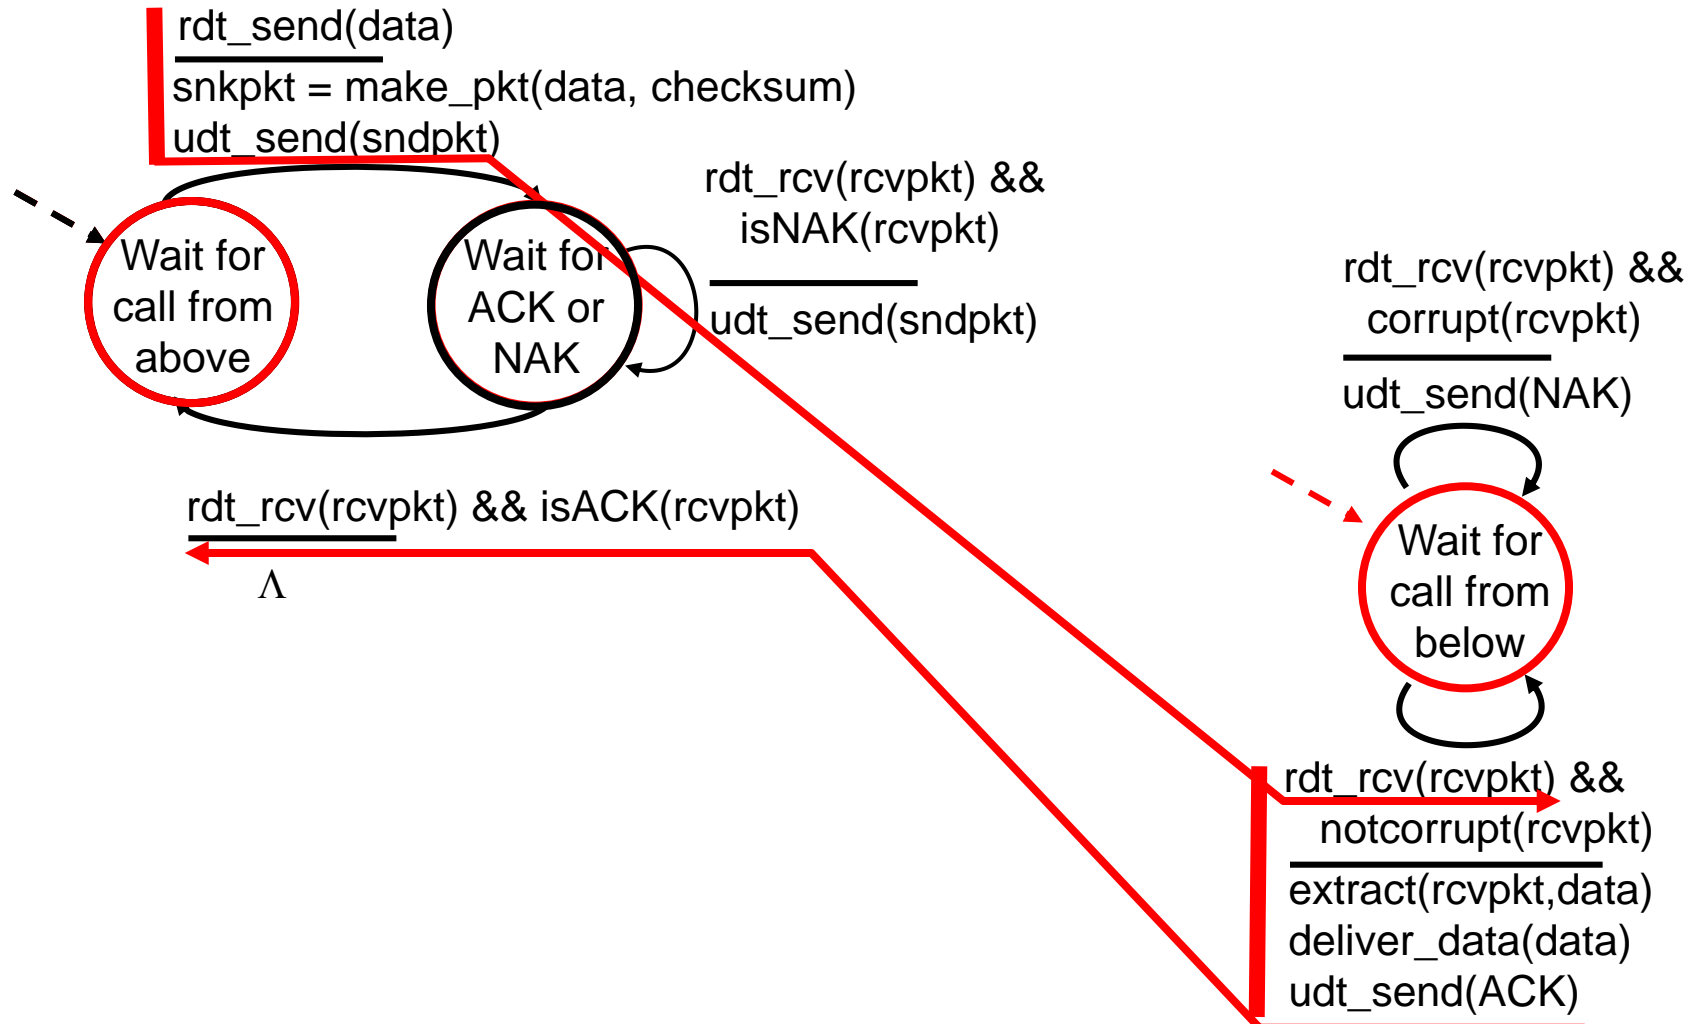 rdt_send(data)
snkpkt = make_pkt(data, checksum)
udt_send(sndpkt)
Wait for
call from
above
Wait for
ACK or
NAK
rdt_rcv(rcvpkt) &&
isNAK(rcvpkt)
udt_send(sndpkt)
rdt_rcv(rcvpkt) && isACK(rcvpkt)
Λ
rdt_rcv(rcvpkt) &&
corrupt(rcvpkt)
udt_send(NAK)
Wait for
call from
below
rdt_rcv(rcvpkt) &&
notcorrupt(rcvpkt)
extract(rcvpkt,data)
deliver_data(data)
udt_send(ACK)